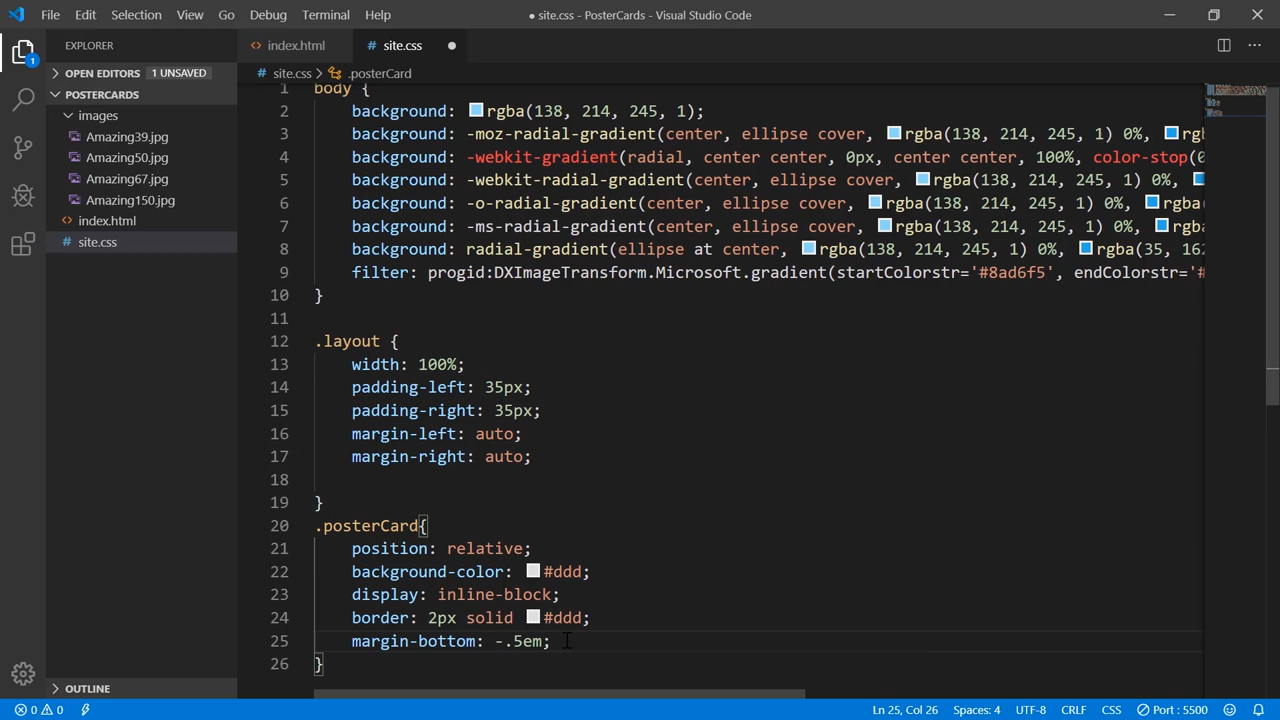 File Edit Selection View Go Debug Terminal Help ● site.css - PosterCards - Visual Studio Code
EXPLORER
index.html
site.css
OPEN EDITORS 1 UNSAVED
site.css > .posterCard
POSTERCARDS
images
Amazing39.jpg
Amazing50.jpg
Amazing67.jpg
Amazing150.jpg
index.html
site.css
OUTLINE
1 body {
2 background: rgba(138, 214, 245, 1);
3 background: -moz-radial-gradient(center, ellipse cover, rgba(138, 214, 245, 1) 0%, rgb
4 background: -webkit-gradient(radial, center center, 0px, center center, 100%, color-stop(0
5 background: -webkit-radial-gradient(center, ellipse cover, rgba(138, 214, 245, 1) 0%,
6 background: -o-radial-gradient(center, ellipse cover, rgba(138, 214, 245, 1) 0%, rgba(
7 background: -ms-radial-gradient(center, ellipse cover, rgba(138, 214, 245, 1) 0%, rgba
8 background: radial-gradient(ellipse at center, rgba(138, 214, 245, 1) 0%, rgba(35, 162
9 filter: progid:DXImageTransform.Microsoft.gradient(startColorstr='#8ad6f5', endColorstr='#
10 }
11
12 .layout {
13 width: 100%;
14 padding-left: 35px;
15 padding-right: 35px;
16 margin-left: auto;
17 margin-right: auto;
18
19 }
20 .posterCard{
21 position: relative;
22 background-color: #ddd;
23 display: inline-block;
24 border: 2px solid #ddd;
25 margin-bottom: -.5em;
26 }
0 0 Ln 25, Col 26 Spaces: 4 UTF-8 CRLF CSS Port : 5500